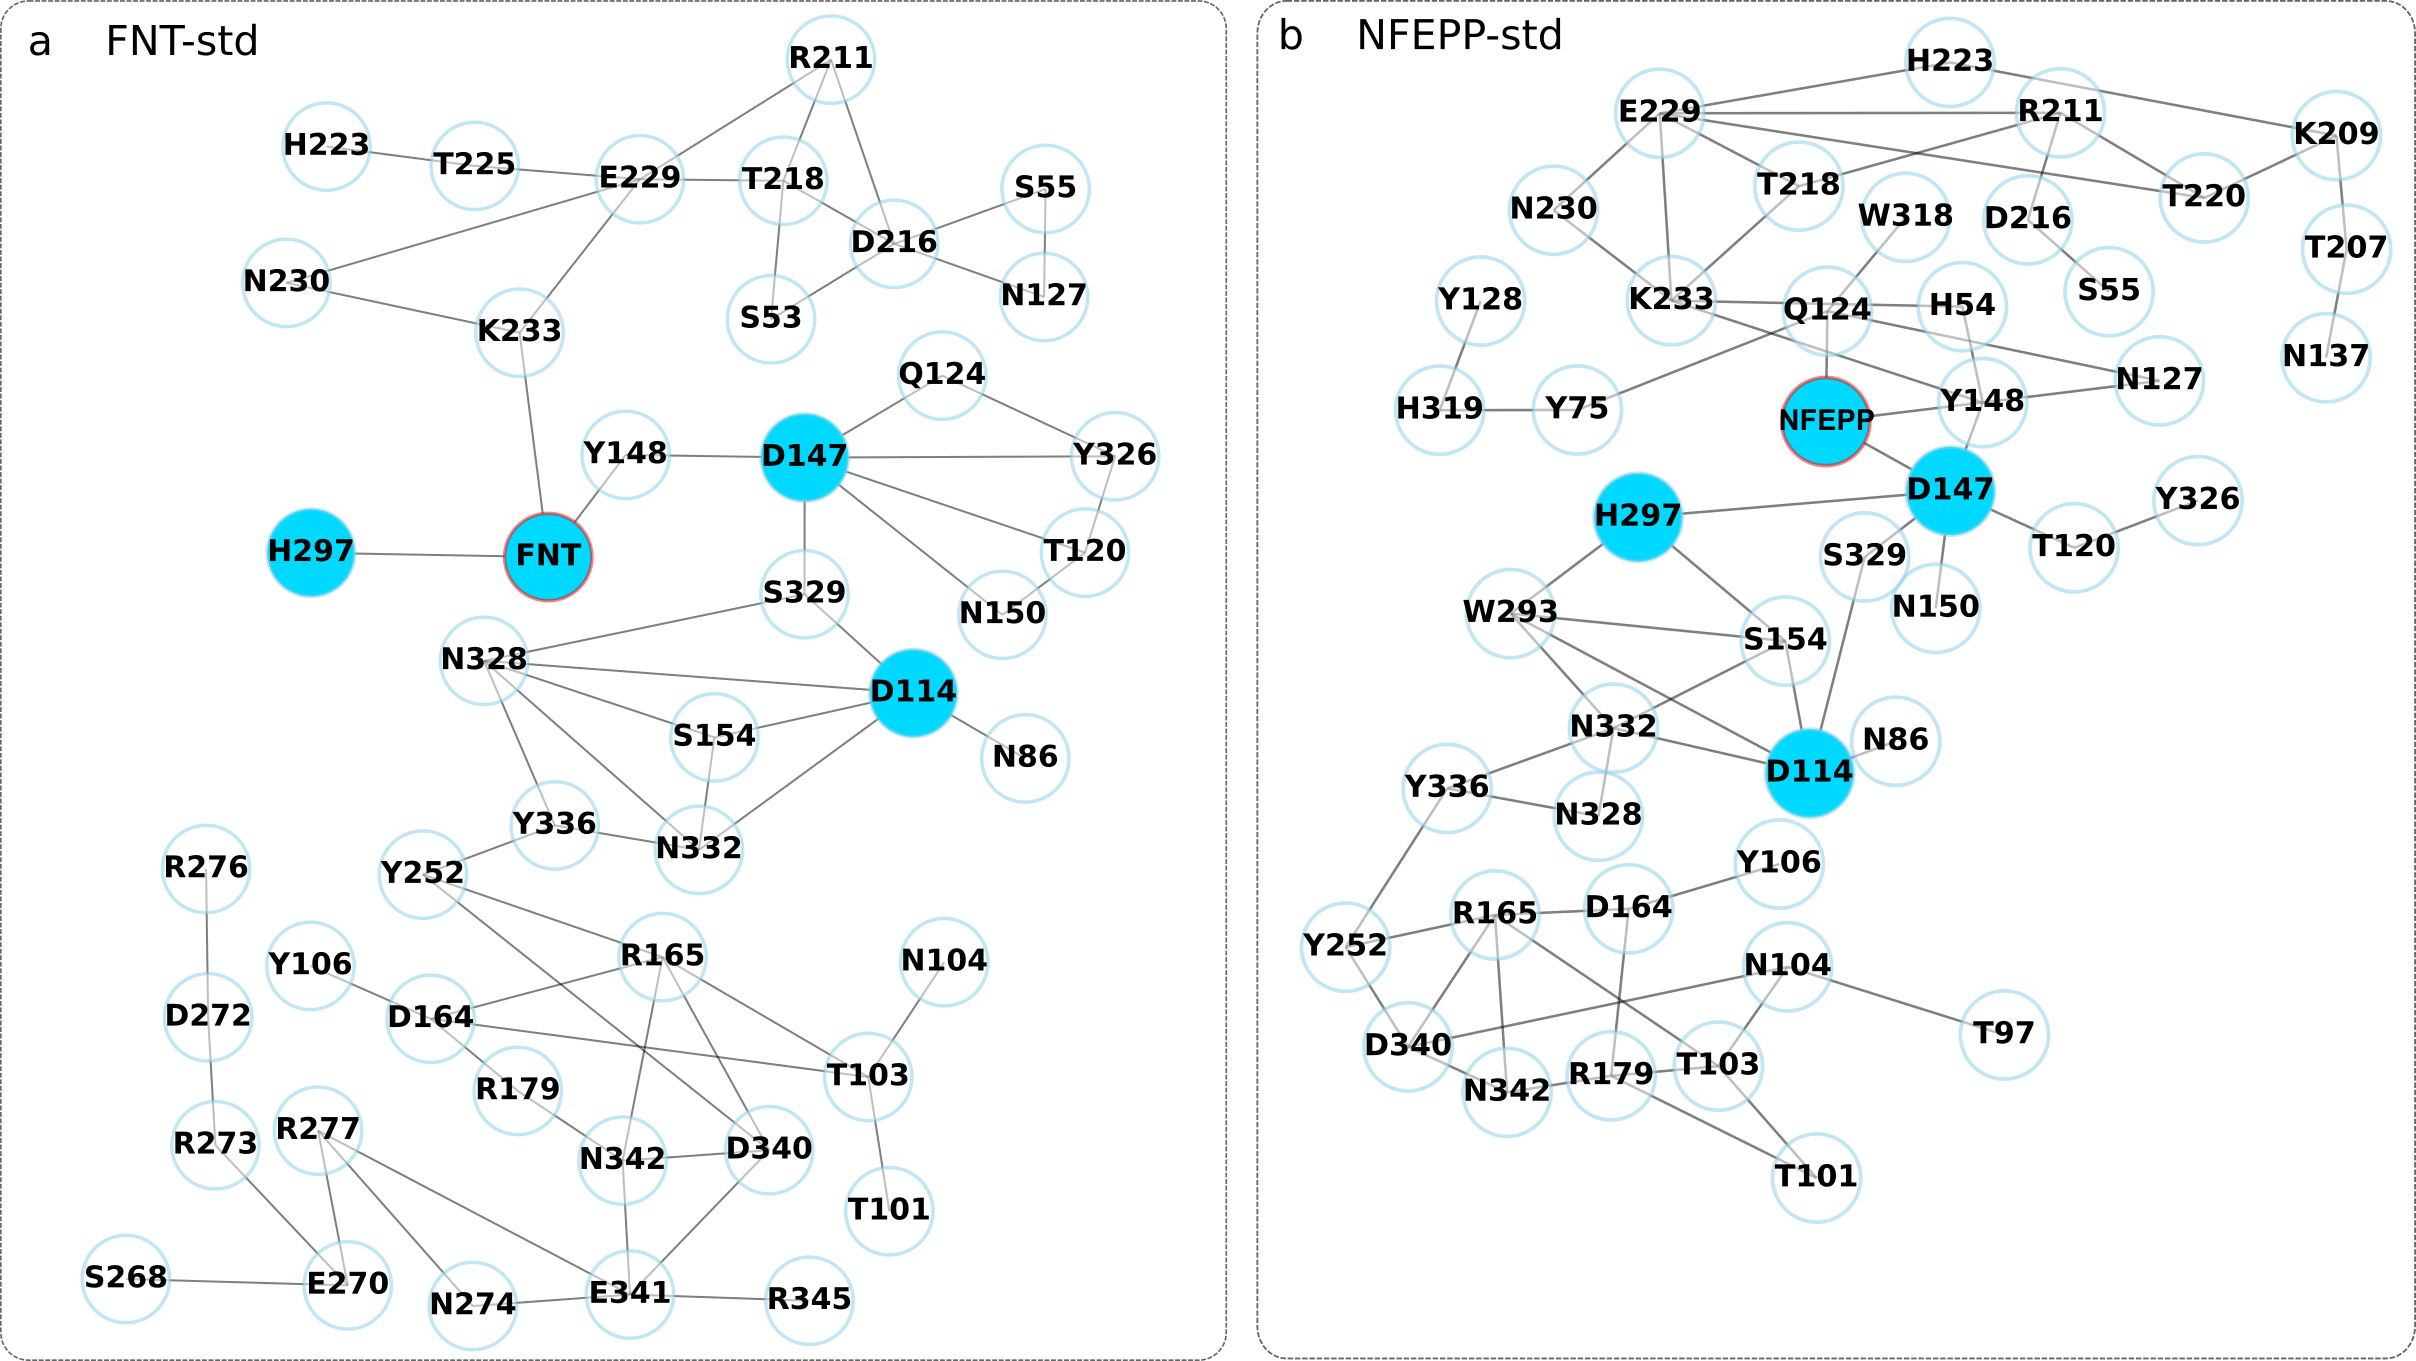 a FNT-std
R211
H223
T225
E229
T218
S55
D216
N230
N127
S53
K233
Q124
Y148
D147
Y326
H297
FNT
T120
S329
N150
N328
D114
S154
N86
Y336
N332
R276
Y252
Y106
R165
N104
D272
D164
T103
R179
R277
R273
N342
D340
T101
S268
E270
N274
E341
R345
b NFEPP-std
H223
E229
R211
K209
T218
T220
N230
W318
D216
T207
Y128
K233
Q124
H54
S55
N137
H319
Y75
NFEPP
Y148
N127
H297
D147
Y326
S329
T120
W293
N150
S154
N332
N86
Y336
D114
N328
Y106
R165
D164
Y252
N104
D340
T97
N342
R179
T103
T101